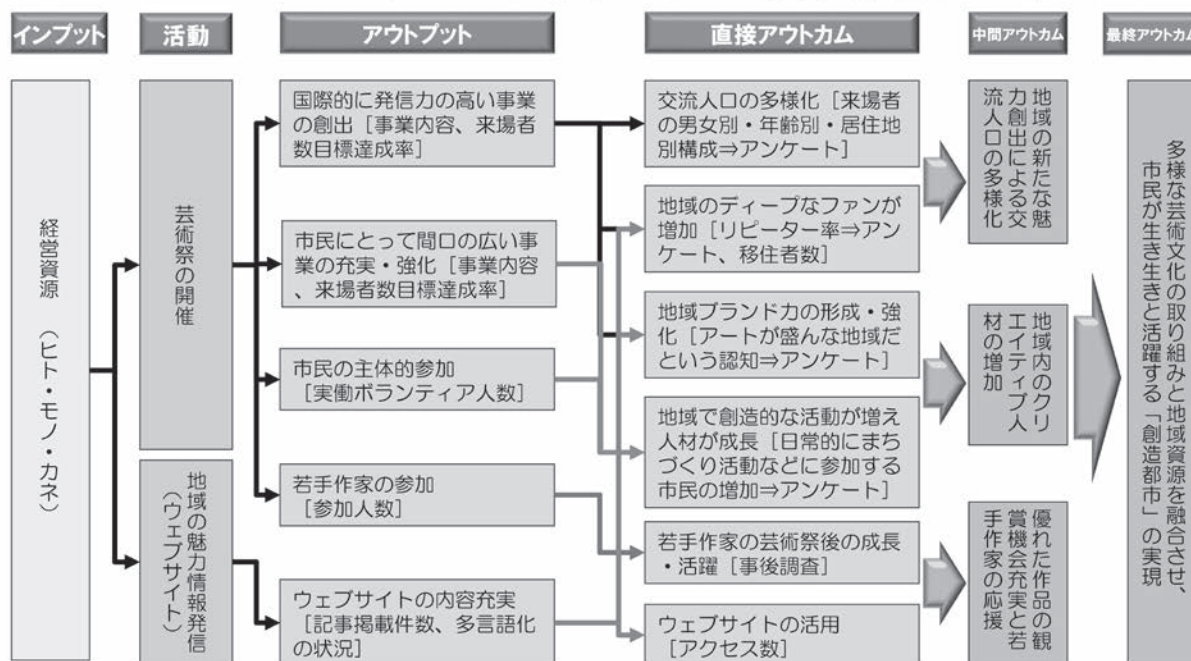 インプット
活動
アウトプット
直接アウトカム
中間アウトカム
最終アウトカム
経営資源 （ヒト・モノ・カネ）
芸術祭の開催
地域の魅力情報発信
（ウェブサイト）
国際的に発信力の高い事業
の創出［事業内容、来場者
数目標達成率］
市民にとって間口の広い事
業の充実・強化［事業内容
、来場者数目標達成率］
市民の主体的参加
［実働ボランティア人数］
若手作家の参加
［参加人数］
ウェブサイトの内容充実
［記事掲載件数、多言語化
の状況］
交流人口の多様化［来場者
の男女別・年齢別・居住地
別構成⇒アンケート］
地域のディープなファンが
増加［リピーター率⇒アン
ケート、移住者数］
地域ブランド力の形成・強
化［アートが盛んな地域だ
という認知⇒アンケート］
地域で創造的な活動が増え
人材が成長［日常的にまち
づくり活動などに参加する
市民の増加⇒アンケート］
若手作家の芸術祭後の成長
・活躍［事後調査］
ウェブサイトの活用
［アクセス数］
地域の新たな魅
力創出による交
流人口の多様化
地域内のクリ
エイティブ人
材の増加
優れた作品の観
賞機会充実と若
手作家の応援
多様な芸術文化の取り組みと地域資源を融合させ、
市民が生き生きと活躍する「創造都市」の実現